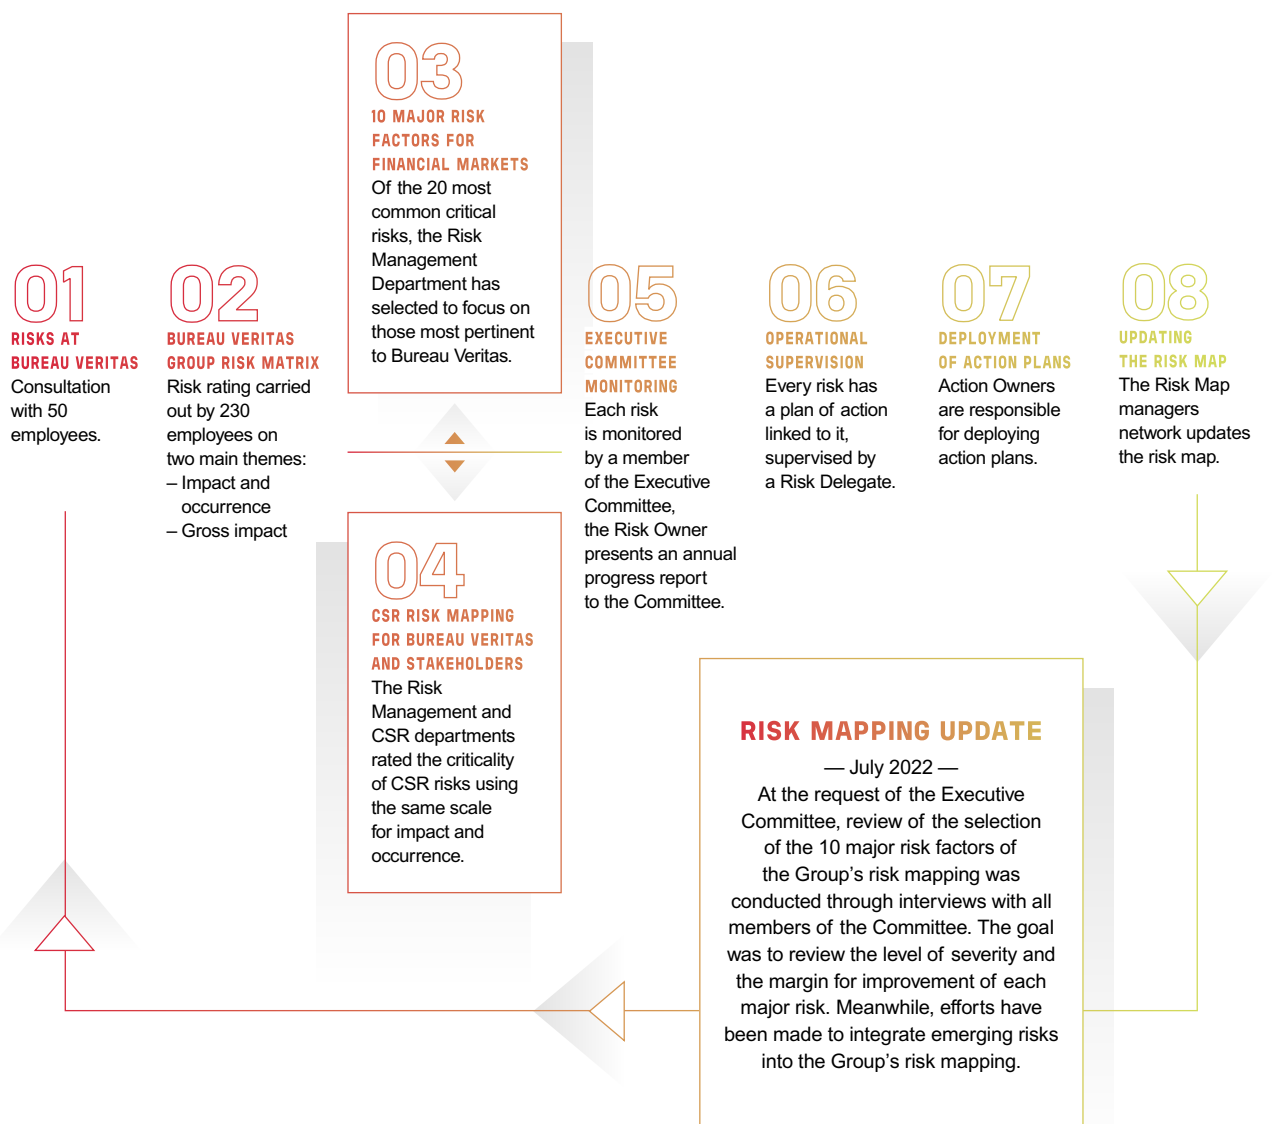 01
RISKS AT
BUREAU VERITAS
Consultation
with 50
employees.
02
BUREAU VERITAS
GROUP RISK MATRIX
Risk rating carried
out by 230
employees on
two main themes:
– Impact and
occurrence
– Gross impact
03
10 MAJOR RISK
FACTORS FOR
FINANCIAL MARKETS
Of the 20 most
common critical
risks, the Risk
Management
Department has
selected to focus on
those most pertinent
to Bureau Veritas.
04
CSR RISK MAPPING
FOR BUREAU VERITAS
AND STAKEHOLDERS
The Risk
Management and
CSR departments
rated the criticality
of CSR risks using
the same scale
for impact and
occurrence.
05
EXECUTIVE
COMMITTEE
MONITORING
Each risk
is monitored
by a member
of the Executive
Committee,
the Risk Owner
presents an annual
progress report
to the Committee.
06
OPERATIONAL
SUPERVISION
Every risk has
a plan of action
linked to it,
supervised by
a Risk Delegate.
07
DEPLOYMENT
OF ACTION PLANS
Action Owners
are responsible
for deploying
action plans.
08
UPDATING
THE RISK MAP
The Risk Map
managers
network updates
the risk map.
RISK MAPPING UPDATE
— July 2022 —
At the request of the Executive
Committee, review of the selection
of the 10 major risk factors of
the Group’s risk mapping was
conducted through interviews with all
members of the Committee. The goal
was to review the level of severity and
the margin for improvement of each
major risk. Meanwhile, efforts have
been made to integrate emerging risks
into the Group’s risk mapping.